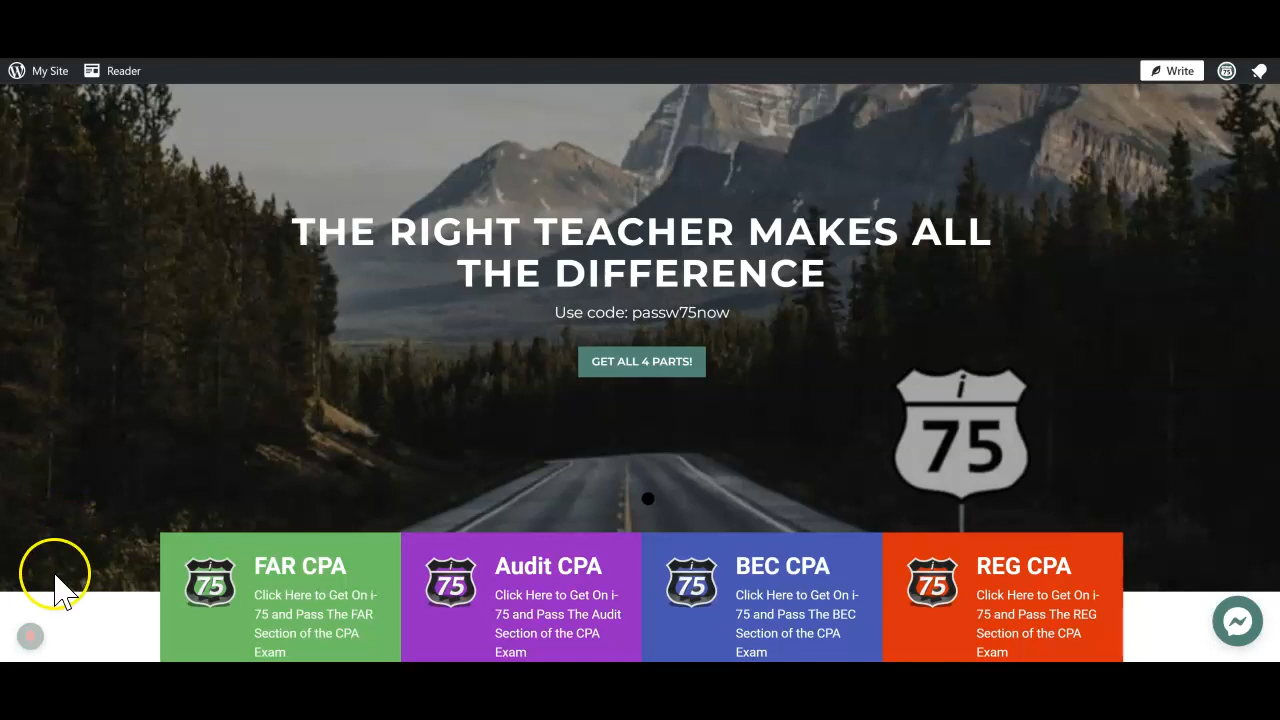 My Site
Reader
Write
THE RIGHT TEACHER MAKES ALL
THE DIFFERENCE
Use code: passw75now
GET ALL 4 PARTS!
i
75
75
FAR CPA
Click Here to Get On i-
75 and Pass The FAR
Section of the CPA
Exam
75
Audit CPA
Click Here to Get On i-
75 and Pass The Audit
Section of the CPA
Exam
75
BEC CPA
Click Here to Get On i-
75 and Pass The BEC
Section of the CPA
Exam
75
REG CPA
Click Here to Get On i-
75 and Pass The REG
Section of the CPA
Exam